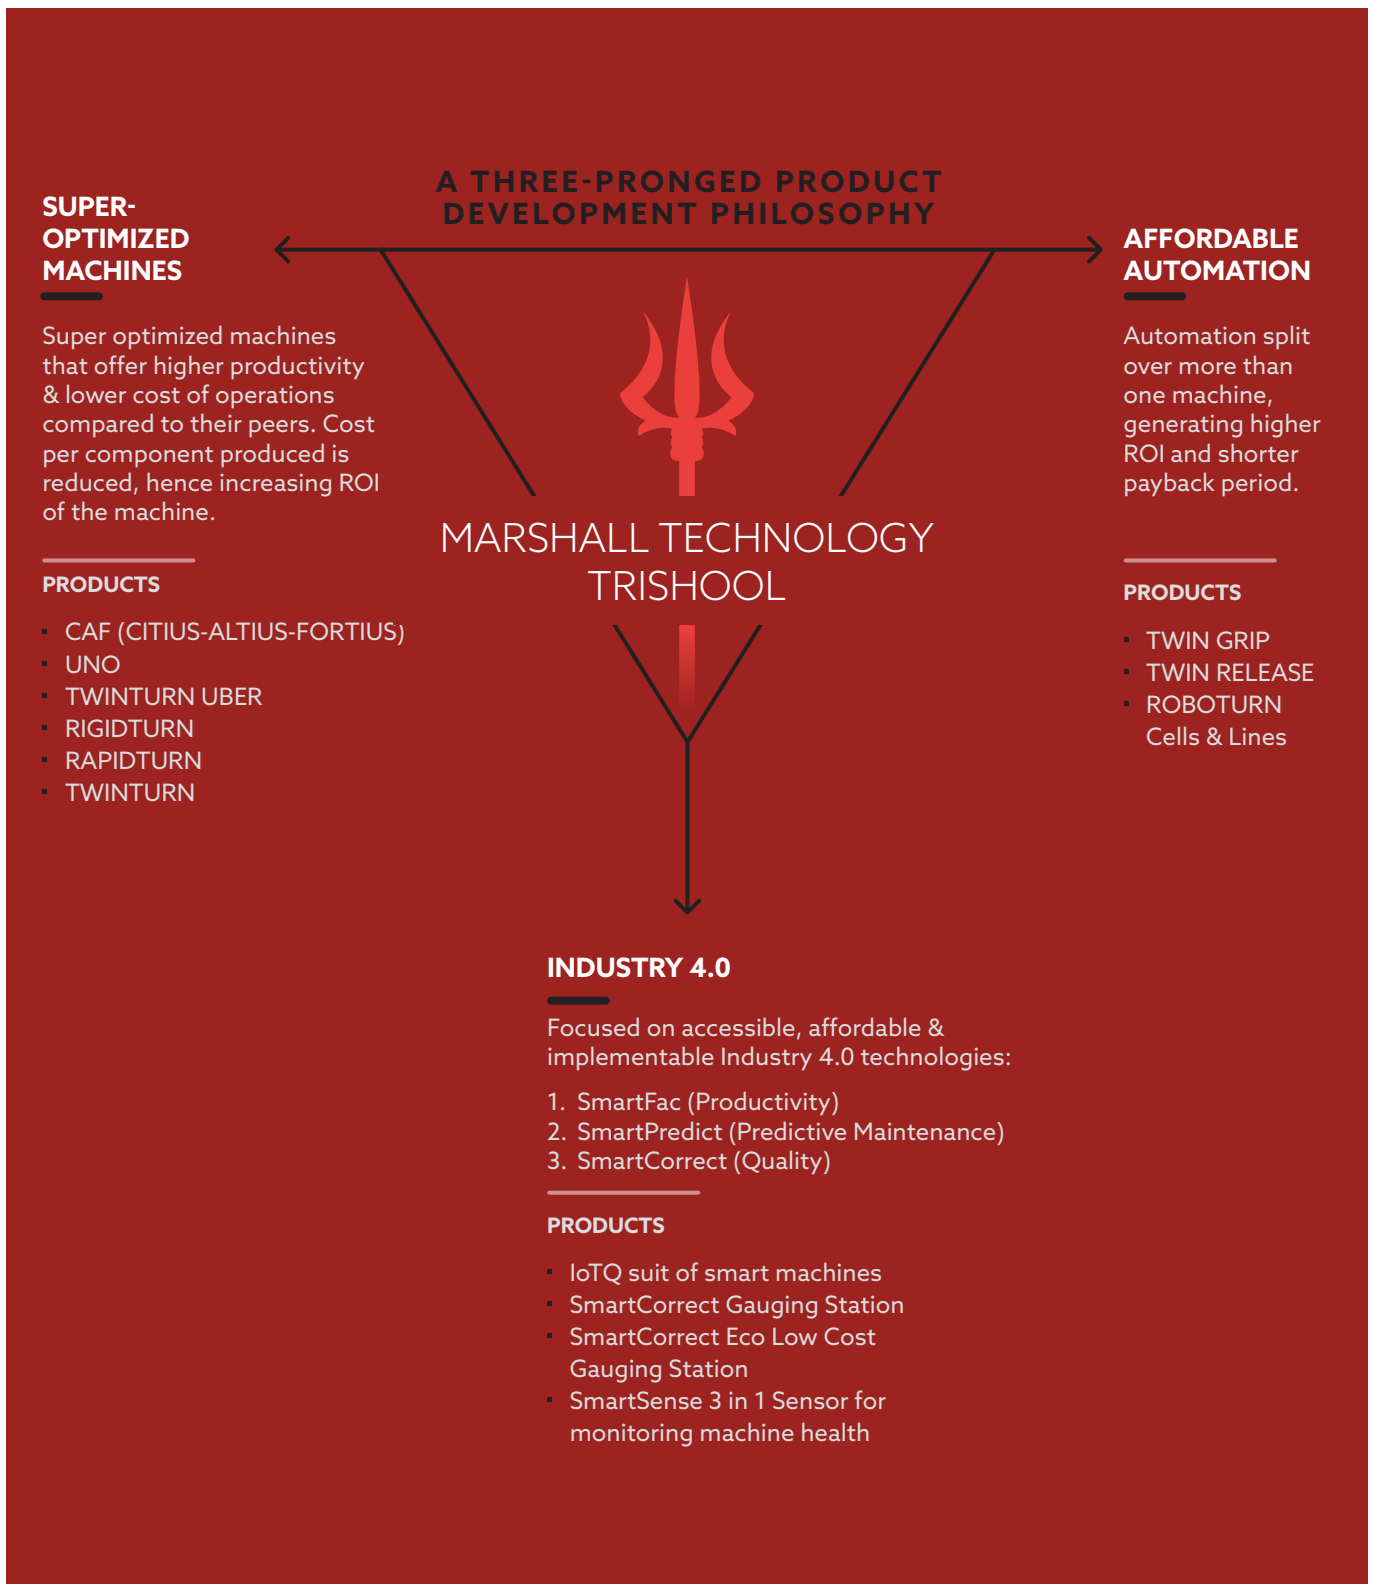 A THREE-PRONGED PRODUCT
DEVELOPMENT PHILOSOPHY
SUPER-
OPTIMIZED
MACHINES
Super optimized machines
that offer higher productivity
& lower cost of operations
compared to their peers. Cost
per component produced is
reduced, hence increasing ROI
of the machine.
PRODUCTS
▪ CAF (CITIUS-ALTIUS-FORTIUS)
▪ UNO
▪ TWINTURN UBER
▪ RIGIDTURN
▪ RAPIDTURN
▪ TWINTURN
MARSHALL TECHNOLOGY
TRISHOOL
AFFORDABLE
AUTOMATION
Automation split
over more than
one machine,
generating higher
ROI and shorter
payback period.
PRODUCTS
▪ TWIN GRIP
▪ TWIN RELEASE
▪ ROBOTURN
Cells & Lines
INDUSTRY 4.0
Focused on accessible, affordable &
implementable Industry 4.0 technologies:
1. SmartFac (Productivity)
2. SmartPredict (Predictive Maintenance)
3. SmartCorrect (Quality)
PRODUCTS
▪ IoTQ suit of smart machines
▪ SmartCorrect Gauging Station
▪ SmartCorrect Eco Low Cost
Gauging Station
▪ SmartSense 3 in 1 Sensor for
monitoring machine health